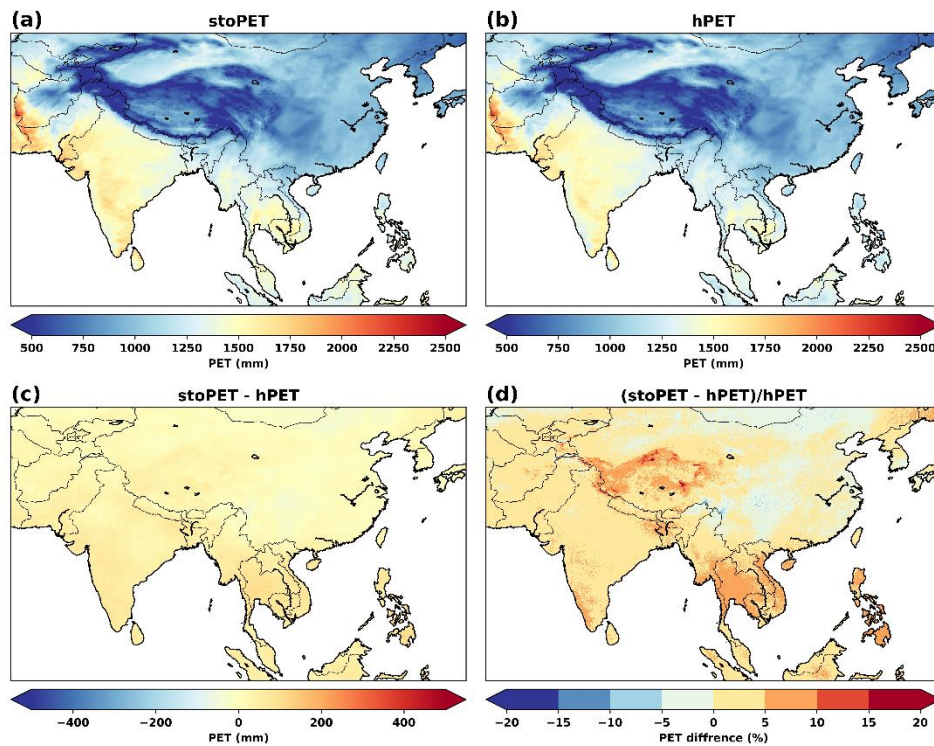 (a) stoPET
(b) hPET
500 750 1000 1250 1500 1750 2000 2250 2500
PET (mm)
500 750 1000 1250 1500 1750 2000 2250 2500
PET (mm)
(c) stoPET - hPET
(d) (stoPET - hPET)/hPET
−400 −200 0 200 400
PET (mm)
−20 −15 −10 −5 0 5 10 15 20
PET diffrence (%)